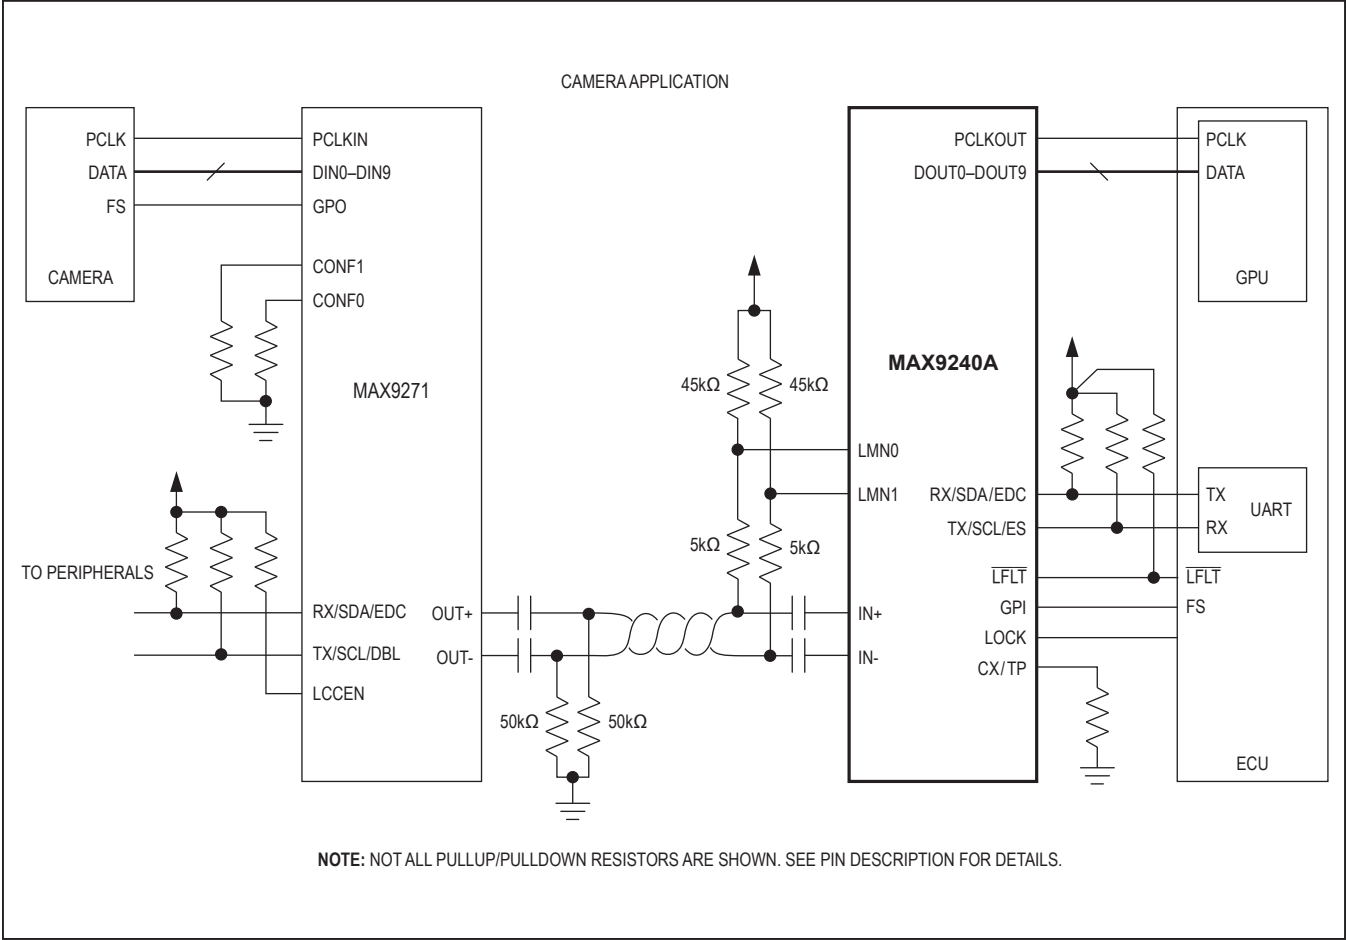 CAMERA APPLICATION
PCLK
DATA
FS
CAMERA
PCLKIN
DIN0–DIN9
GPO
CONF1
CONF0
MAX9271
TO PERIPHERALS
RX/SDA/EDC
TX/SCL/DBL
LCCEN
OUT+
OUT-
50kΩ
50kΩ
45kΩ
45kΩ
5kΩ
5kΩ
PCLKOUT
DOUT0–DOUT9
MAX9240A
LMN0
LMN1
RX/SDA/EDC
TX/SCL/ES
LFLT
GPI
LOCK
CX/TP
IN+
IN-
PCLK
DATA
GPU
TX
RX
UART
LFLT
FS
ECU
NOTE: NOT ALL PULLUP/PULLDOWN RESISTORS ARE SHOWN. SEE PIN DESCRIPTION FOR DETAILS.